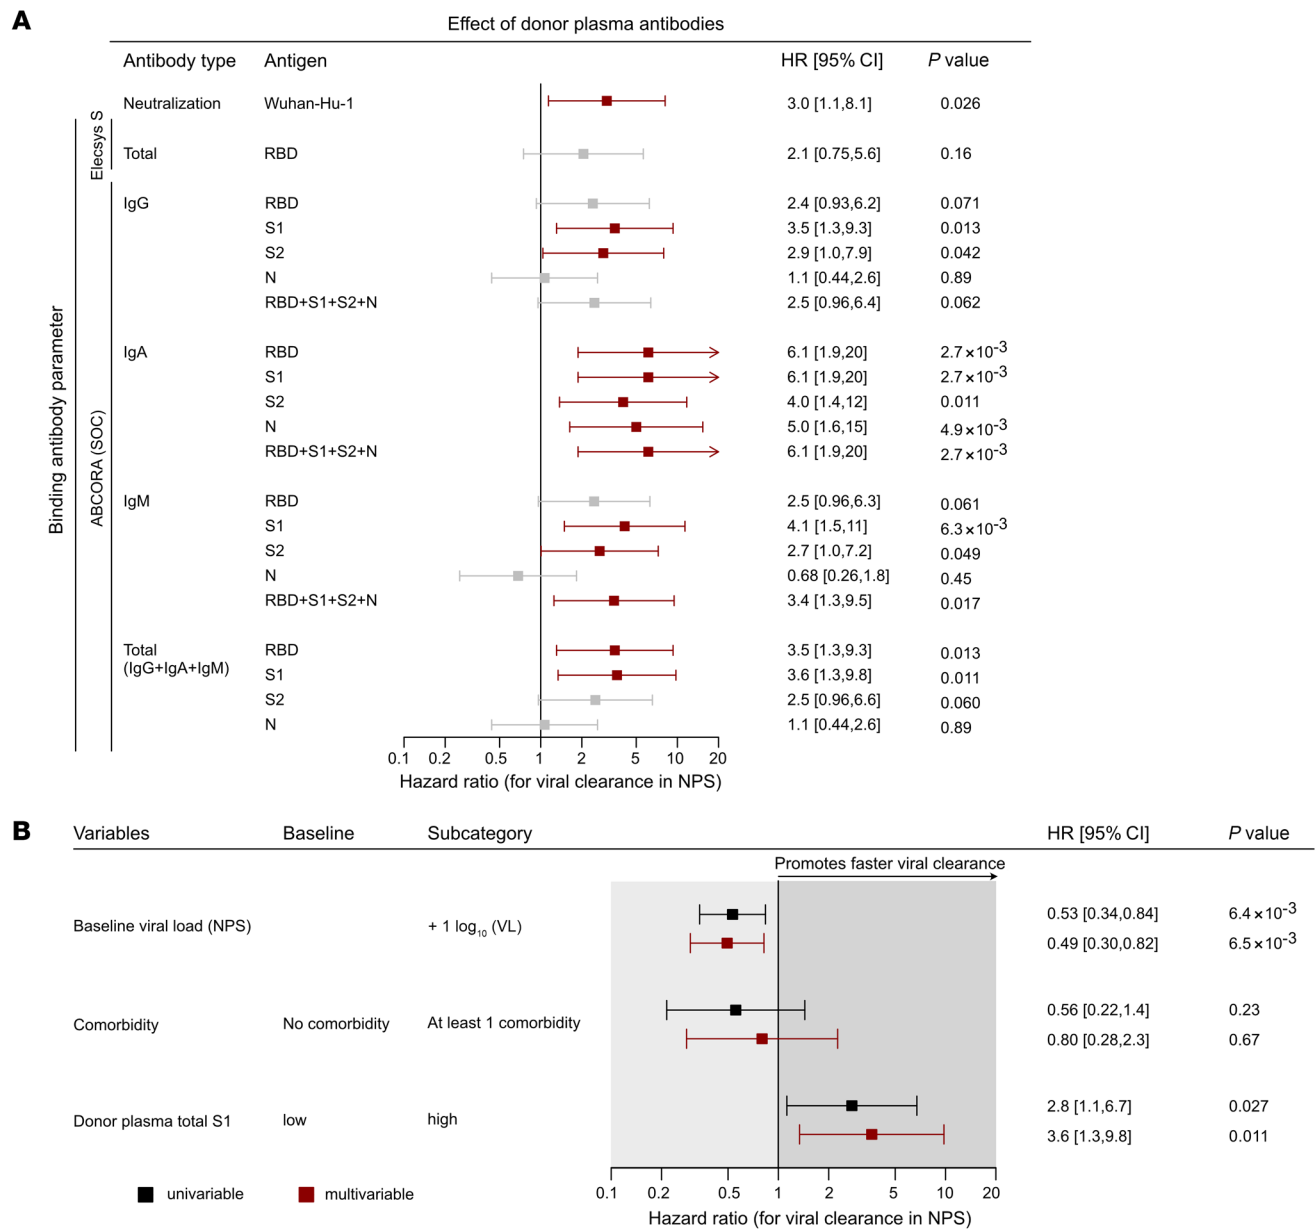 A
Effect of donor plasma antibodies
Antibody type Antigen HR [95% CI] P value
Neutralization Wuhan-Hu-1 3.0 [1.1,8.1] 0.026
Elecsys S
Total RBD 2.1 [0.75,5.6] 0.16
Binding antibody parameter
ABCORA (SOC)
IgG RBD 2.4 [0.93,6.2] 0.071
S1 3.5 [1.3,9.3] 0.013
S2 2.9 [1.0,7.9] 0.042
N 1.1 [0.44,2.6] 0.89
RBD+S1+S2+N 2.5 [0.96,6.4] 0.062
IgA RBD 6.1 [1.9,20] 2.7×10⁻³
S1 6.1 [1.9,20] 2.7×10⁻³
S2 4.0 [1.4,12] 0.011
N 5.0 [1.6,15] 4.9×10⁻³
RBD+S1+S2+N 6.1 [1.9,20] 2.7×10⁻³
IgM RBD 2.5 [0.96,6.3] 0.061
S1 4.1 [1.5,11] 6.3×10⁻³
S2 2.7 [1.0,7.2] 0.049
N 0.68 [0.26,1.8] 0.45
RBD+S1+S2+N 3.4 [1.3,9.5] 0.017
Total RBD 3.5 [1.3,9.3] 0.013
(IgG+IgA+IgM)
S1 3.6 [1.3,9.8] 0.011
S2 2.5 [0.96,6.6] 0.060
N 1.1 [0.44,2.6] 0.89
0.1 0.2 0.5 1 2 5 10 20
Hazard ratio (for viral clearance in NPS)
B
Variables Baseline Subcategory HR [95% CI] P value
Promotes faster viral clearance
Baseline viral load (NPS) + 1 log₁₀ (VL) 0.53 [0.34,0.84] 6.4×10⁻³
0.49 [0.30,0.82] 6.5×10⁻³
Comorbidity No comorbidity At least 1 comorbidity 0.56 [0.22,1.4] 0.23
0.80 [0.28,2.3] 0.67
Donor plasma total S1 low high 2.8 [1.1,6.7] 0.027
3.6 [1.3,9.8] 0.011
0.1 0.2 0.5 1 2 5 10 20
univariable multivariable
Hazard ratio (for viral clearance in NPS)